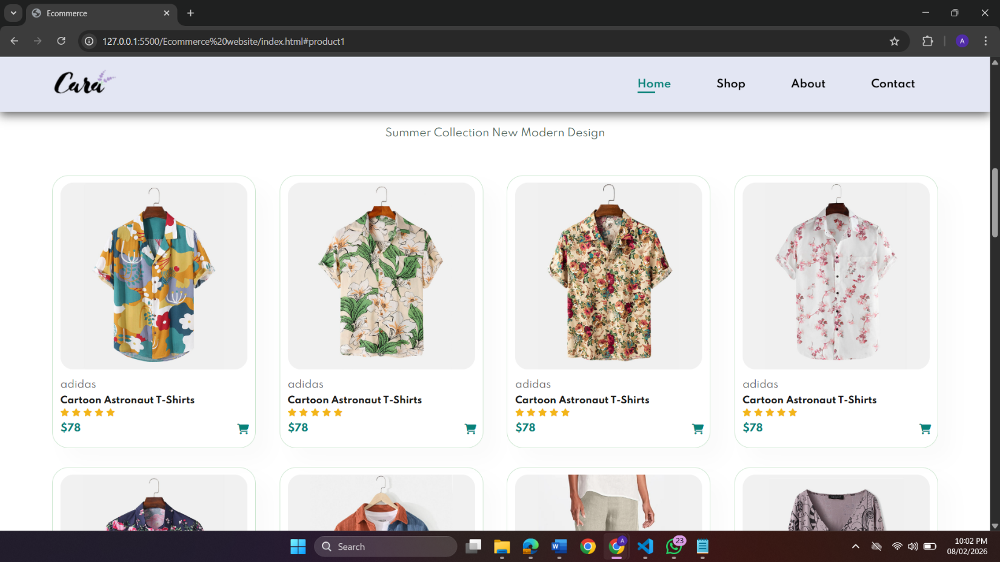 Ecommerce
127.0.0.1:5500/Ecommerce%20website/index.html#product1
A
Cara
Home
Shop
About
Contact
Summer Collection New Modern Design
adidas
Cartoon Astronaut T-Shirts
$78
adidas
Cartoon Astronaut T-Shirts
$78
adidas
Cartoon Astronaut T-Shirts
$78
adidas
Cartoon Astronaut T-Shirts
$78
Search
W
A
23
10:02 PM
08/02/2026